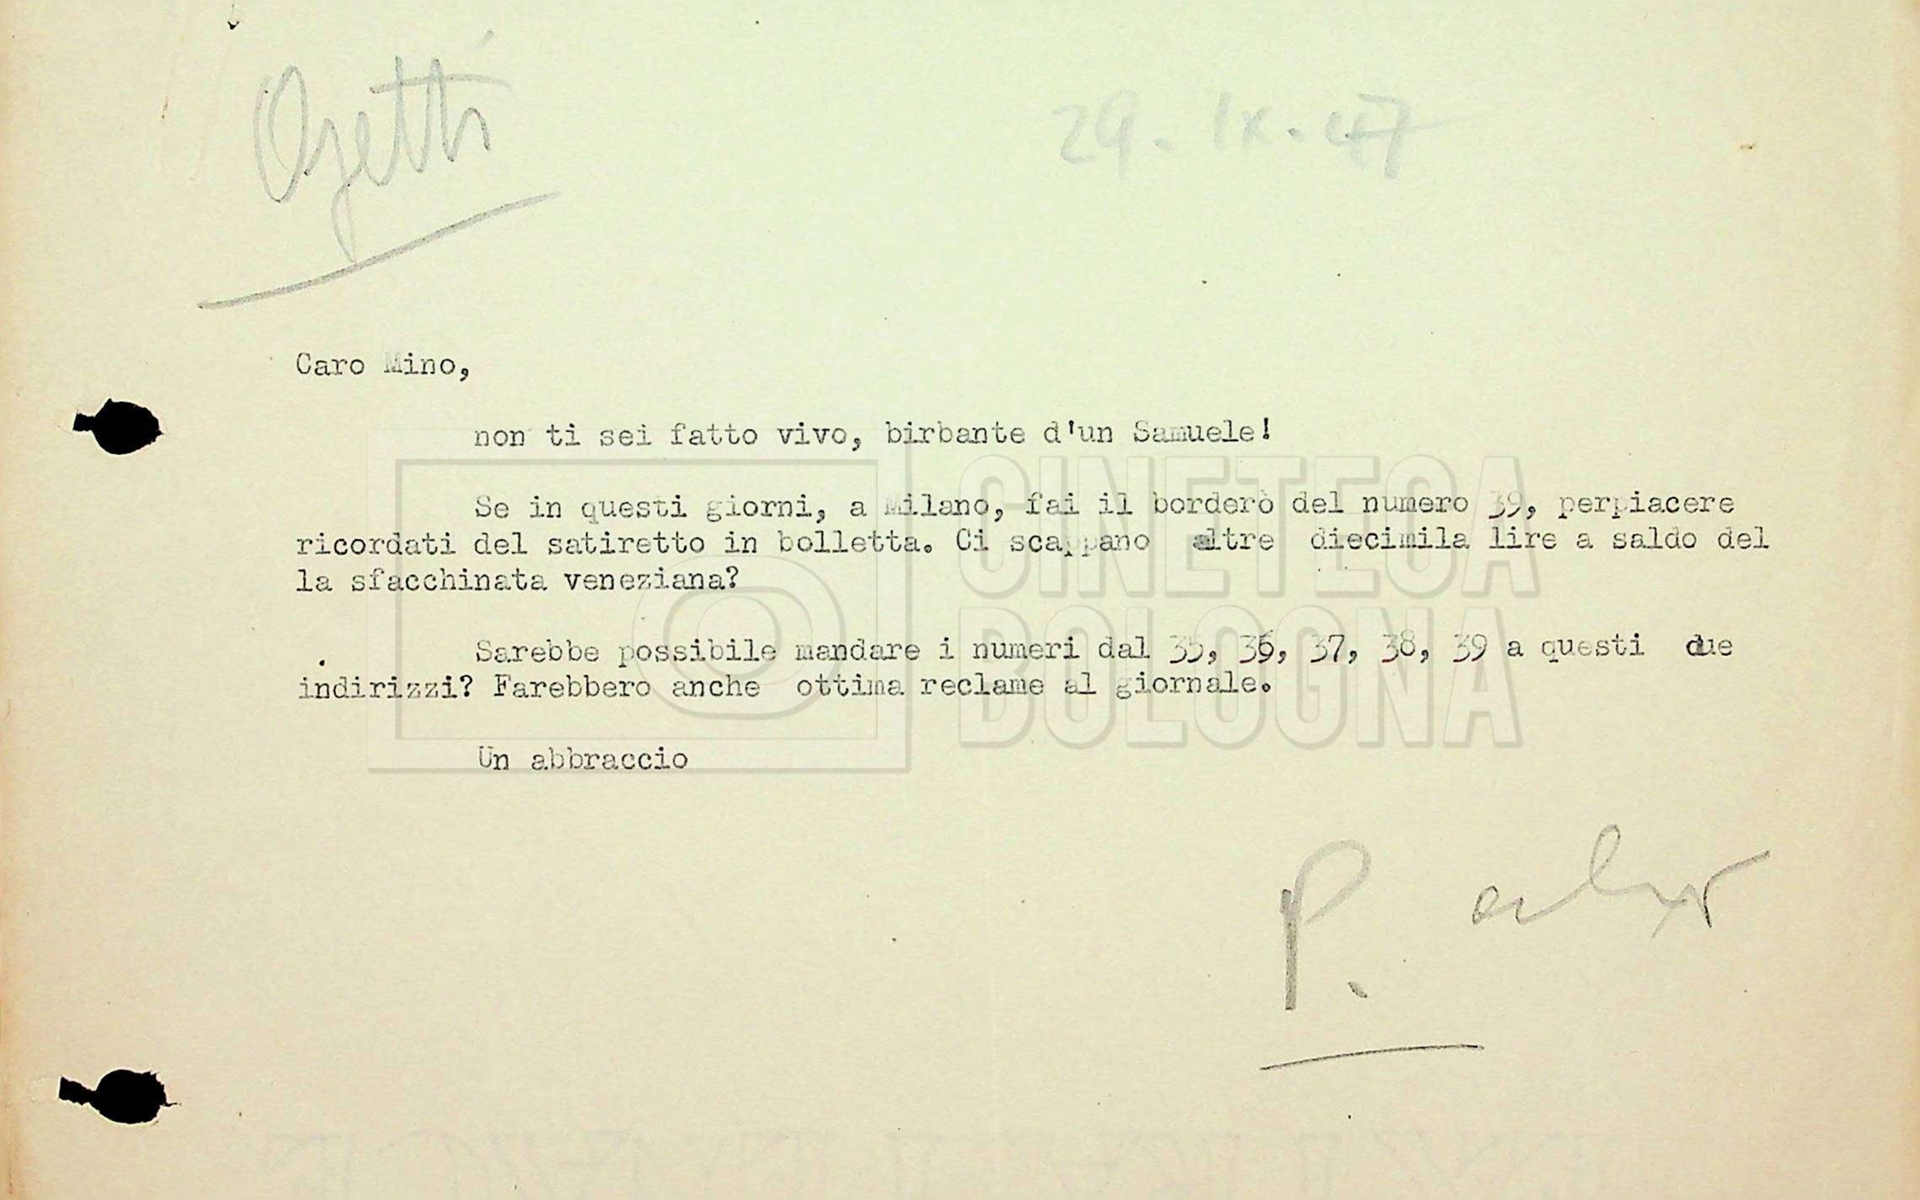 Ojetti
29.IX.47
Caro Mino,
non ti sei fatto vivo, birbante d'un Samuele!
Se in questi giorni, a Milano, fai il borderò del numero 39, perpiacere
ricordati del satiretto in bolletta. Ci scappano altre diecimila lire a saldo del
la sfacchinata veneziana?
Sarebbe possibile mandare i numeri dal 35, 36, 37, 38, 39 a questi due
indirizzi? Farebbero anche ottima reclame al giornale.
Un abbraccio
P.
CINETECA
BOLOGNA